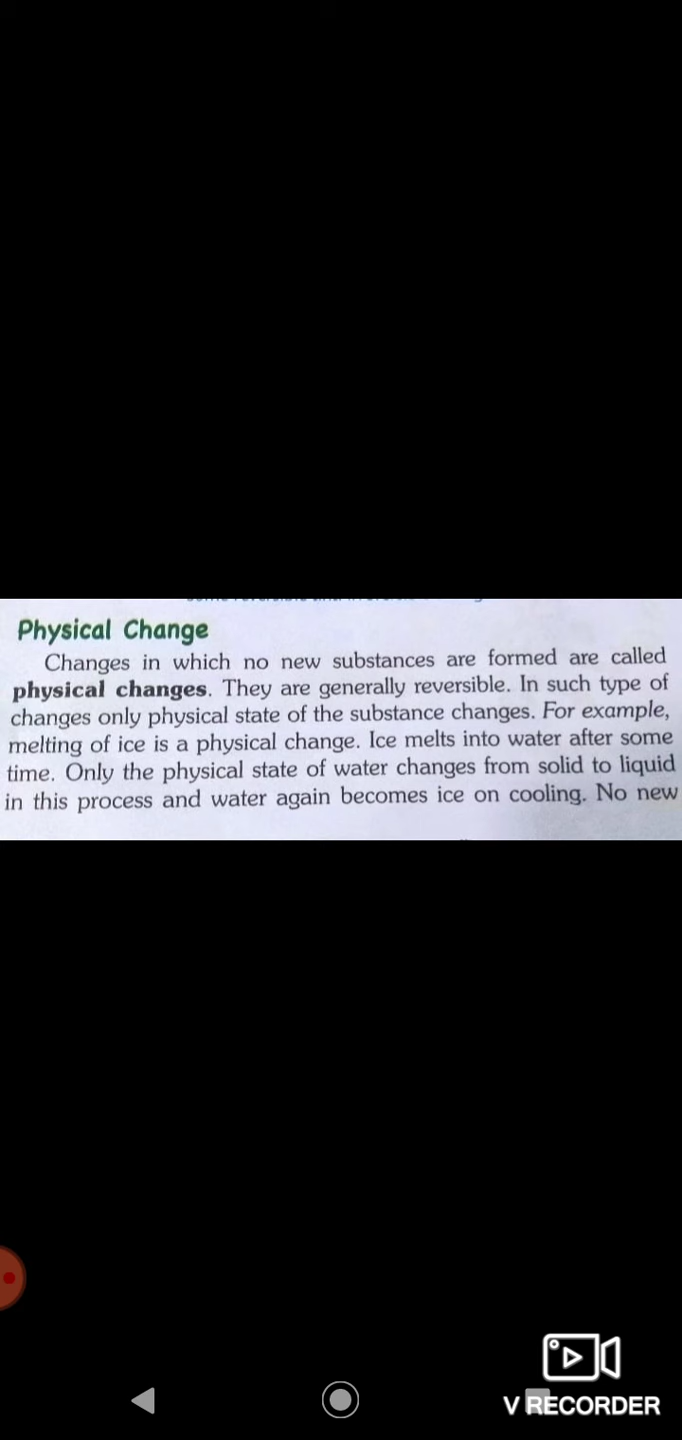 Physical Change
Changes in which no new substances are formed are called
physical changes. They are generally reversible. In such type of
changes only physical state of the substance changes. For example,
melting of ice is a physical change. Ice melts into water after some
time. Only the physical state of water changes from solid to liquid
in this process and water again becomes ice on cooling. No new
V RECORDER